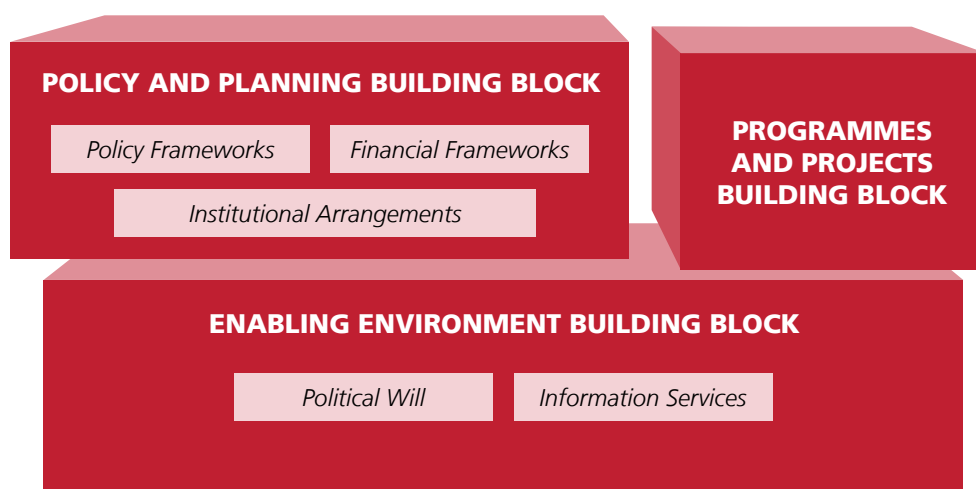 POLICY AND PLANNING BUILDING BLOCK
Policy Frameworks
Financial Frameworks
Institutional Arrangements
PROGRAMMES
AND PROJECTS
BUILDING BLOCK
ENABLING ENVIRONMENT BUILDING BLOCK
Political Will
Information Services